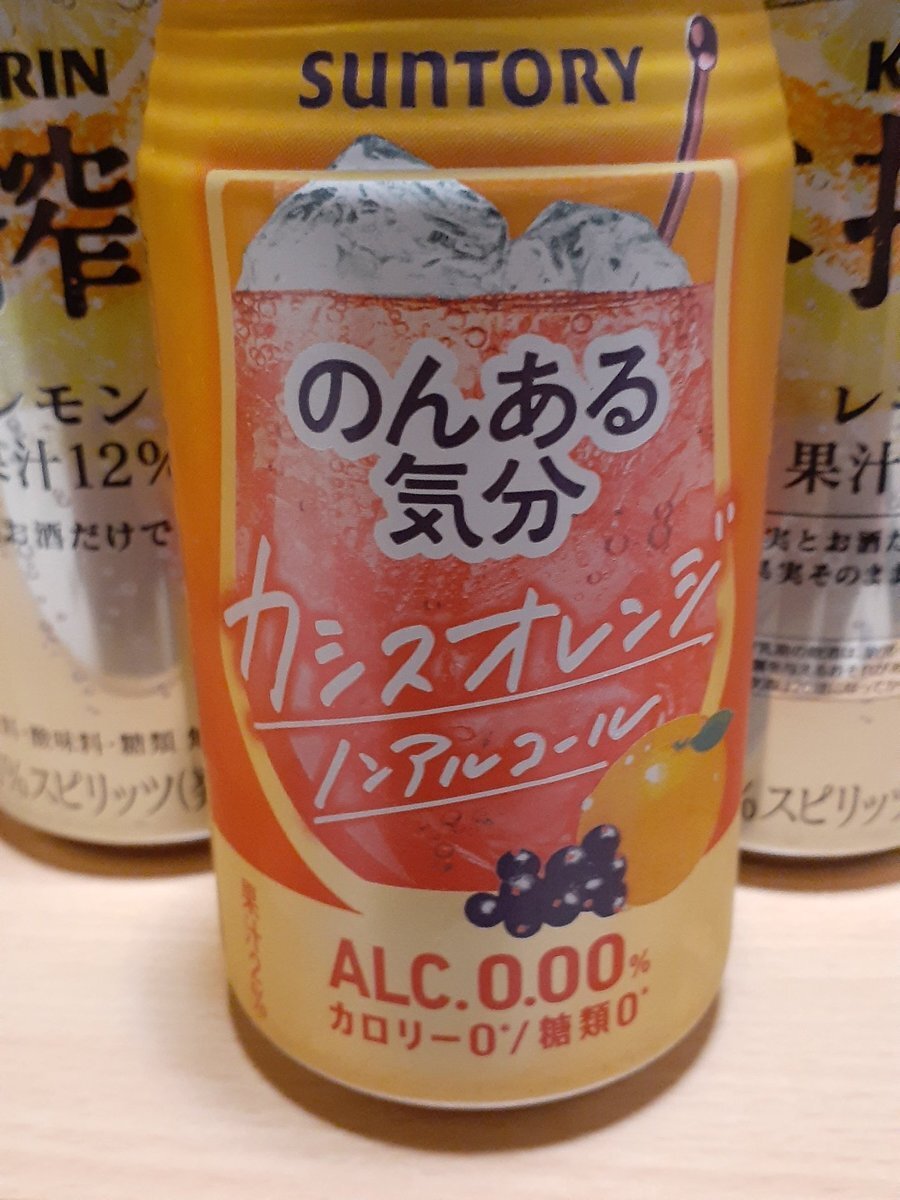 SUNTORY
のんある
気分
カシスオレンジ
ノンアルコール
ALC.0.00%
カロリー0*/糖類0*
RIN
搾
レモン
果汁12%
お酒だけで
酸味料・糖類
%スピリッツ(
K
レ
果汁
実とお酒だ
る実そのまま
%スピリッツ